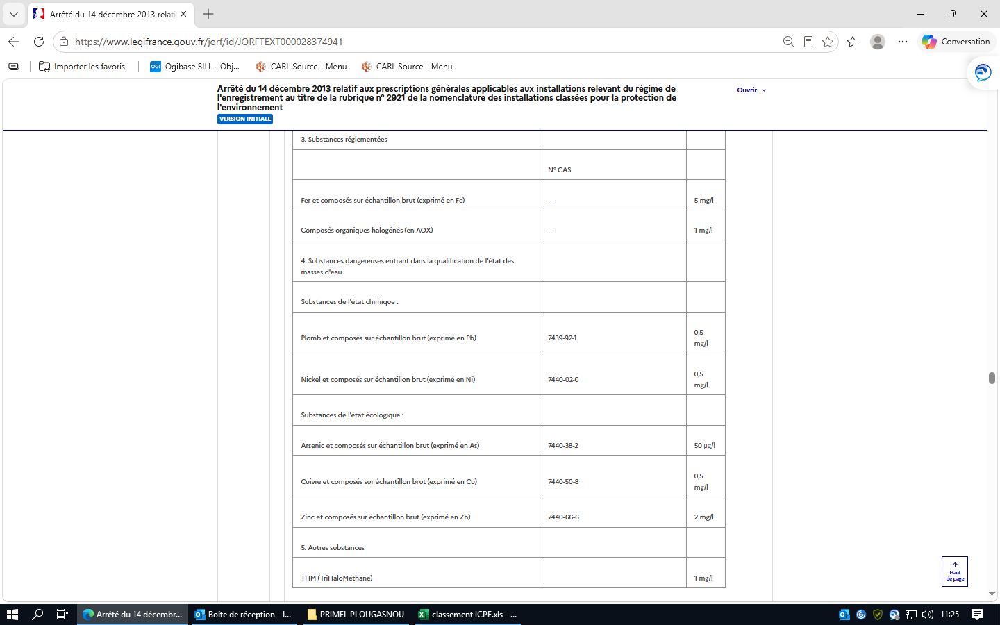 Arrêté du 14 décembre 2013 relati
https://www.legifrance.gouv.fr/jorf/id/JORFTEXT000028374941
Conversation
Importer les favoris
OGI
Ogibase SILL - Obj...
CARL Source - Menu
CARL Source - Menu
Arrêté du 14 décembre 2013 relatif aux prescriptions générales applicables aux installations relevant du régime de
l'enregistrement au titre de la rubrique n° 2921 de la nomenclature des installations classées pour la protection de
l'environnement
Ouvrir
VERSION INITIALE
3. Substances réglementées
N° CAS
Fer et composés sur échantillon brut (exprimé en Fe) — 5 mg/l
Composés organiques halogénés (en AOX) — 1 mg/l
4. Substances dangereuses entrant dans la qualification de l'état des
masses d'eau
Substances de l'état chimique :
Plomb et composés sur échantillon brut (exprimé en Pb) 7439-92-1 0,5
mg/l
Nickel et composés sur échantillon brut (exprimé en Ni) 7440-02-0 0,5
mg/l
Substances de l'état écologique :
Arsenic et composés sur échantillon brut (exprimé en As) 7440-38-2 50 µg/l
Cuivre et composés sur échantillon brut (exprimé en Cu) 7440-50-8 0,5
mg/l
Zinc et composés sur échantillon brut (exprimé en Zn) 7440-66-6 2 mg/l
5. Autres substances
THM (TriHaloMéthane) 1 mg/l
Haut
de page
Arrêté du 14 décembr...
Boîte de réception - I...
PRIMEL PLOUGASNOU
classement ICPE.xls -...
11:25